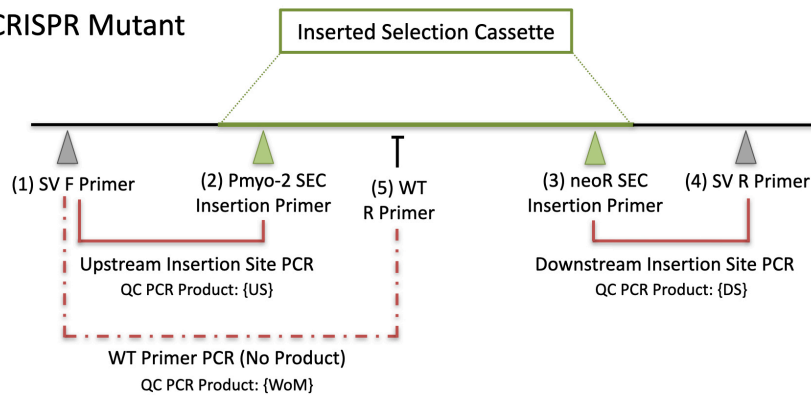 CRISPR Mutant
Inserted Selection Cassette
(1) SV F Primer
(2) Pmyo-2 SEC
Insertion Primer
(5) WT
R Primer
(3) neoR SEC
Insertion Primer
(4) SV R Primer
Upstream Insertion Site PCR
QC PCR Product: {US}
Downstream Insertion Site PCR
QC PCR Product: {DS}
WT Primer PCR (No Product)
QC PCR Product: {WoM}